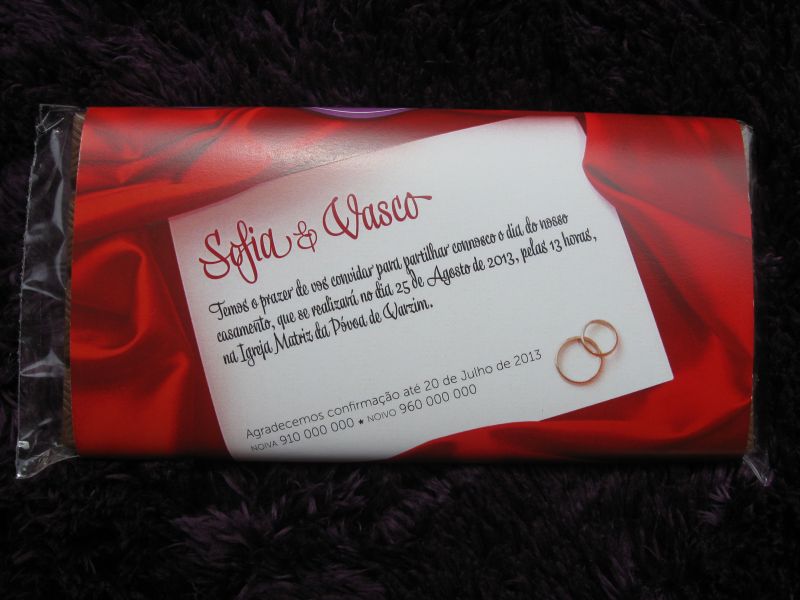 Sofia & Vasco
Temos o prazer de vos convidar para partilhar connosco o dia do nosso
casamento, que se realizará no dia 25 de Agosto de 2013, pelas 13 horas,
na Igreja Matriz da Póvoa de Varzim.
Agradecemos confirmação até 20 de Julho de 2013
NOIVA 910 000 000 ★ NOIVO 960 000 000